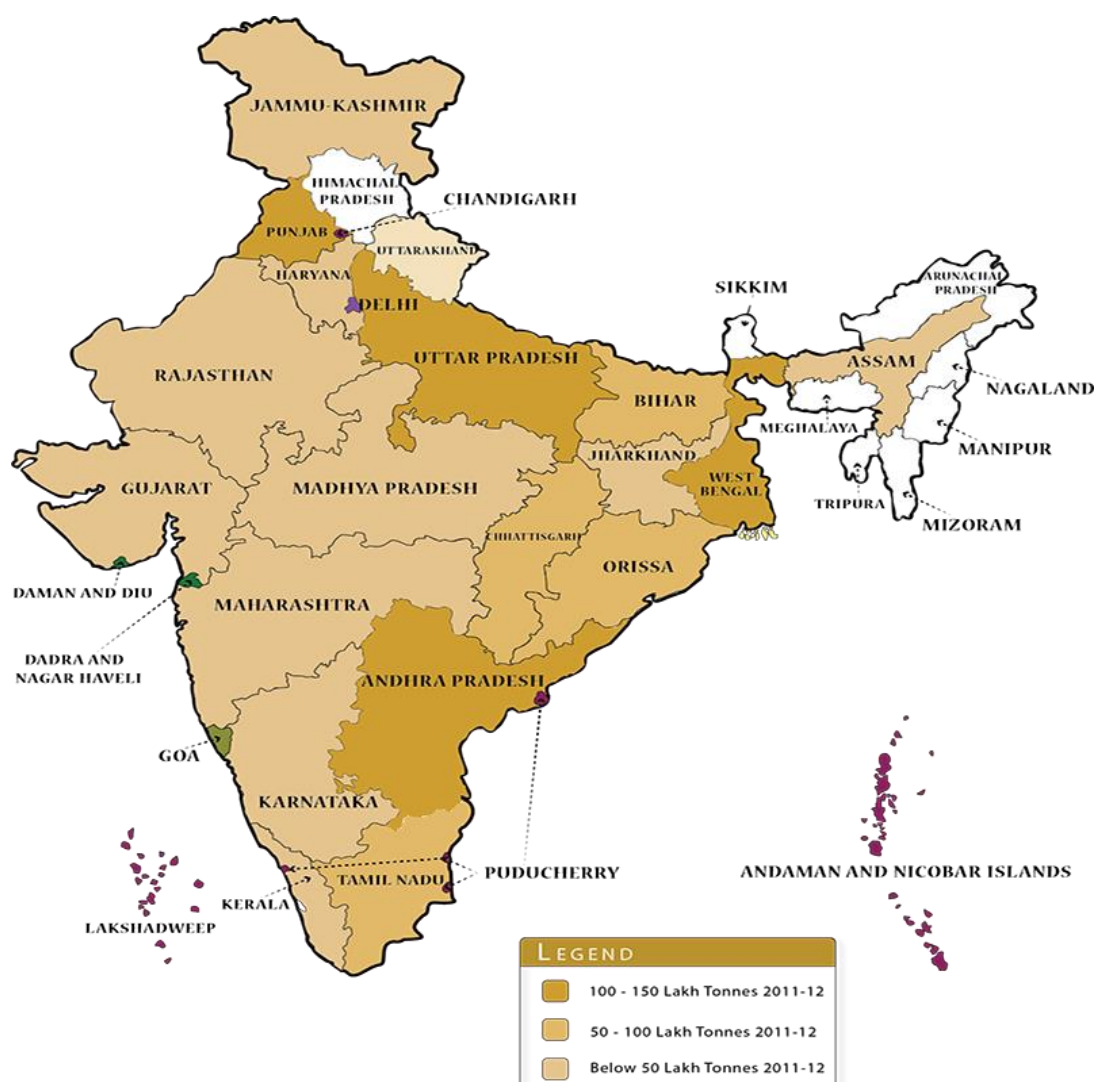 JAMMU-KASHMIR
HIMACHAL
PRADESH
CHANDIGARH
PUNJAB
UTTARAKHAND
HARYANA
DELHI
SIKKIM
ARUNACHAL
PRADESH
UTTAR PRADESH
ASSAM
RAJASTHAN
NAGALAND
BIHAR
MEGHALAYA
MANIPUR
JHARKHAND
GUJARAT
MADHYA PRADESH
WEST
BENGAL
TRIPURA
MIZORAM
CHHATTISGARH
ORISSA
DAMAN AND DIU
MAHARASHTRA
DADRA AND
NAGAR HAVELI
ANDHRA PRADESH
GOA
KARNATAKA
PUDUCHERRY
ANDAMAN AND NICOBAR ISLANDS
TAMIL NADU
KERALA
LAKSHADWEEP
LEGEND
100 - 150 Lakh Tonnes 2011-12
50 - 100 Lakh Tonnes 2011-12
Below 50 Lakh Tonnes 2011-12